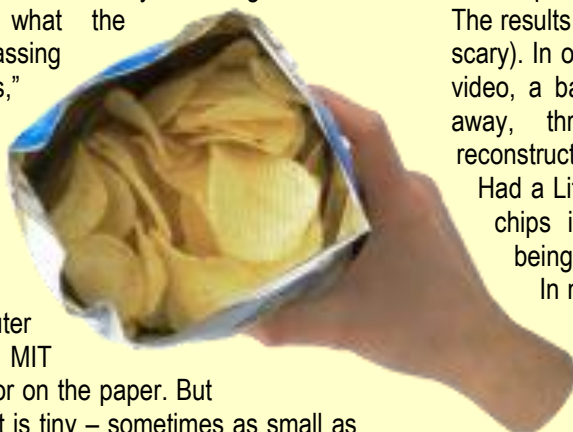 what the
assing
s,"
uter
MIT
or on the paper. But
t is tiny – sometimes as small as
The results
scary). In o
video, a ba
away, thr
reconstruct
Had a Lit
chips i
being
In r